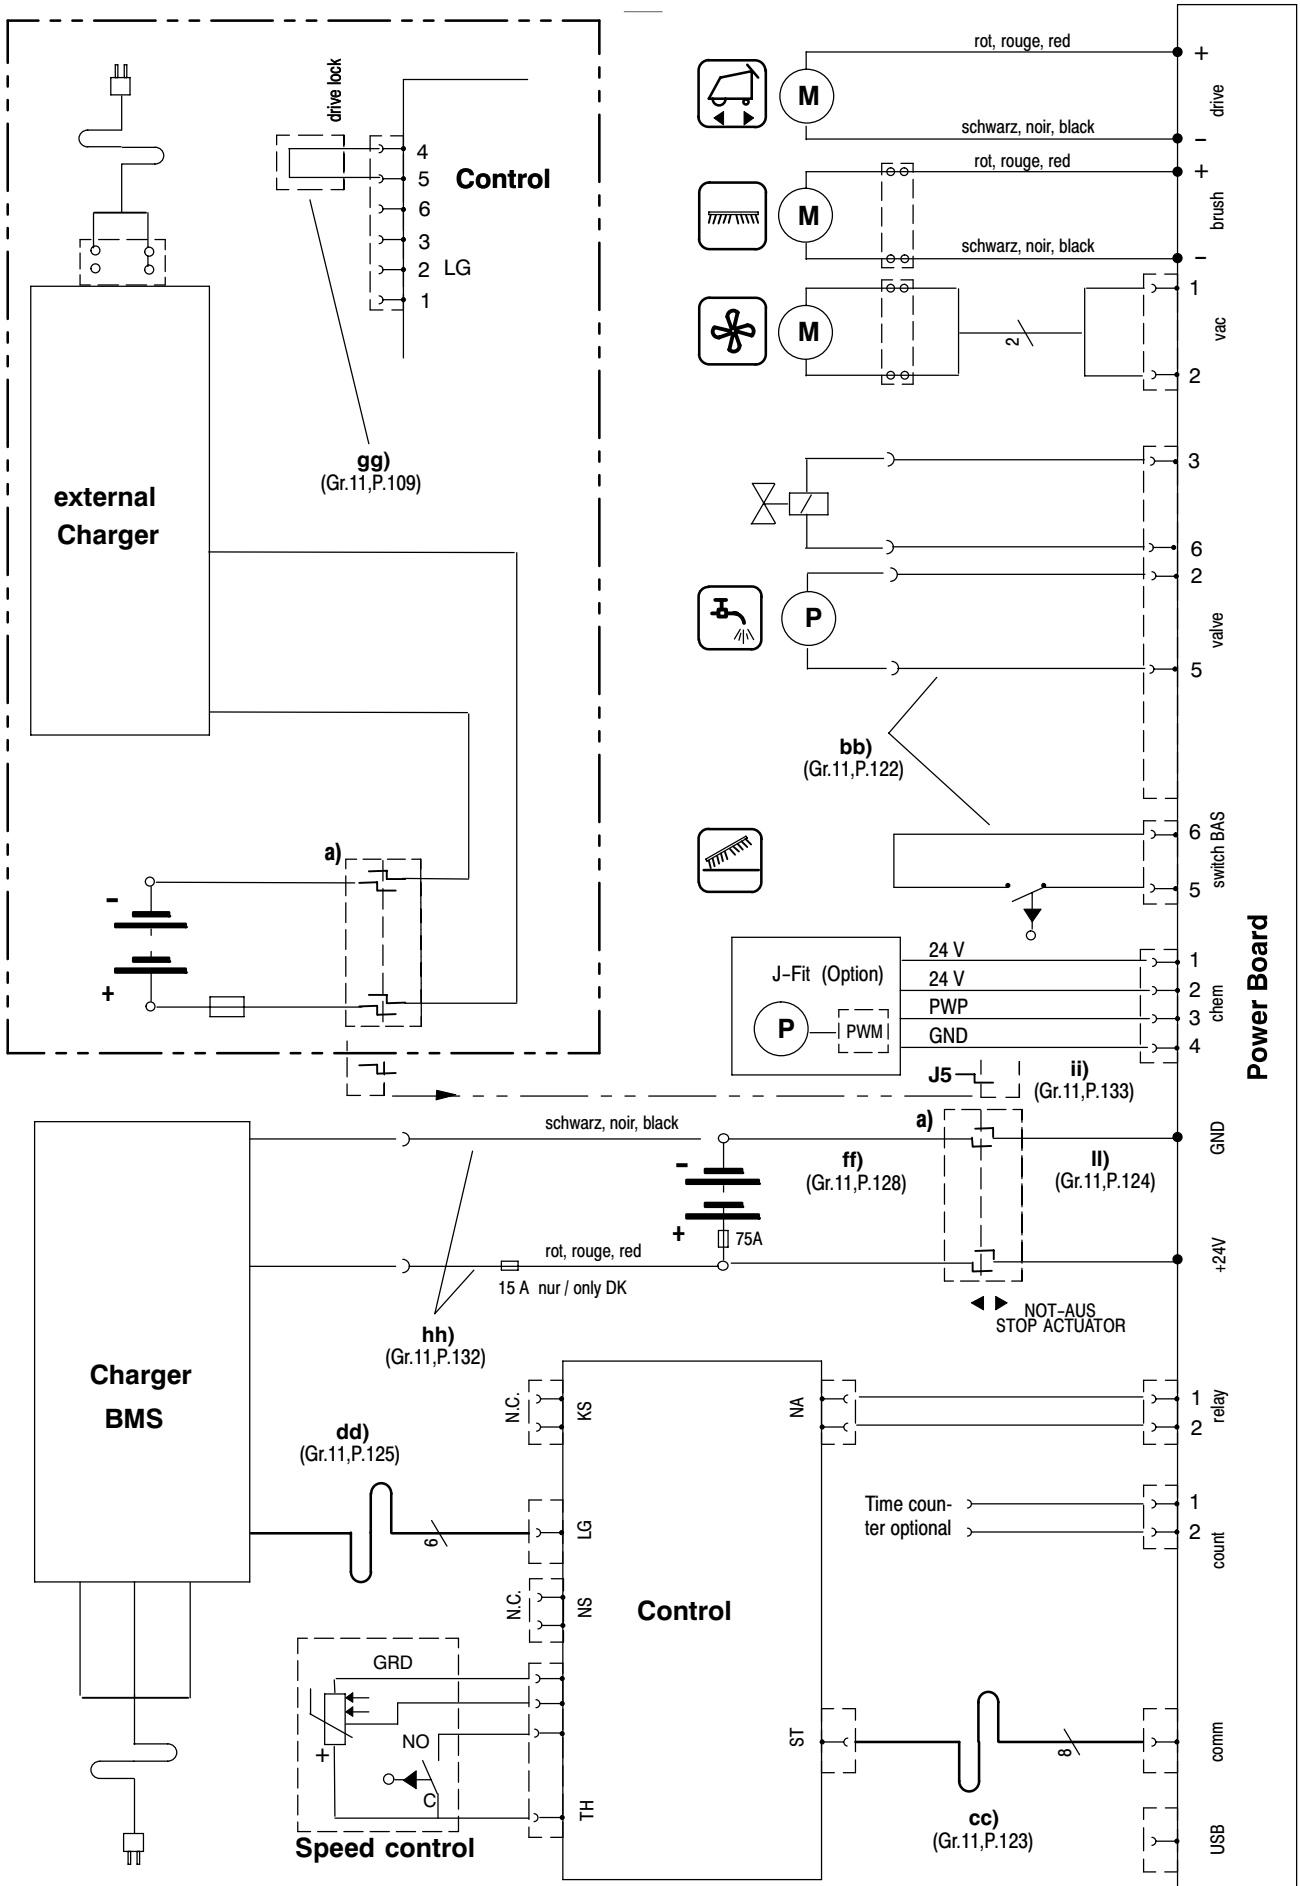 drive lock
4
5
6
3
2 LG
1
Control
gg)
(Gr.11,P.109)
external
Charger
a)
-
+
rot, rouge, red
+
M
drive
schwarz, noir, black
-
rot, rouge, red
+
M
brush
schwarz, noir, black
-
1
M
2
vac
2
3
6
2
P
valve
5
bb)
(Gr.11,P.122)
6
switch BAS
5
Power Board
J-Fit (Option)
P
PWM
24 V
1
24 V
2
PWP
3
GND
4
chem
J5
ii)
(Gr.11,P.133)
schwarz, noir, black
a)
GND
-
ff)
(Gr.11,P.128)
ll)
(Gr.11,P.124)
+
75A
rot, rouge, red
15 A nur / only DK
+24V
NOT-AUS
STOP ACTUATOR
hh)
(Gr.11,P.132)
Charger
BMS
dd)
(Gr.11,P.125)
6
N.C.
KS
NA
1
2
relay
LG
Time coun-
ter optional
1
2
count
N.C.
NS
Control
GRD
+
NO
C
TH
Speed control
ST
8
comm
cc)
(Gr.11,P.123)
USB